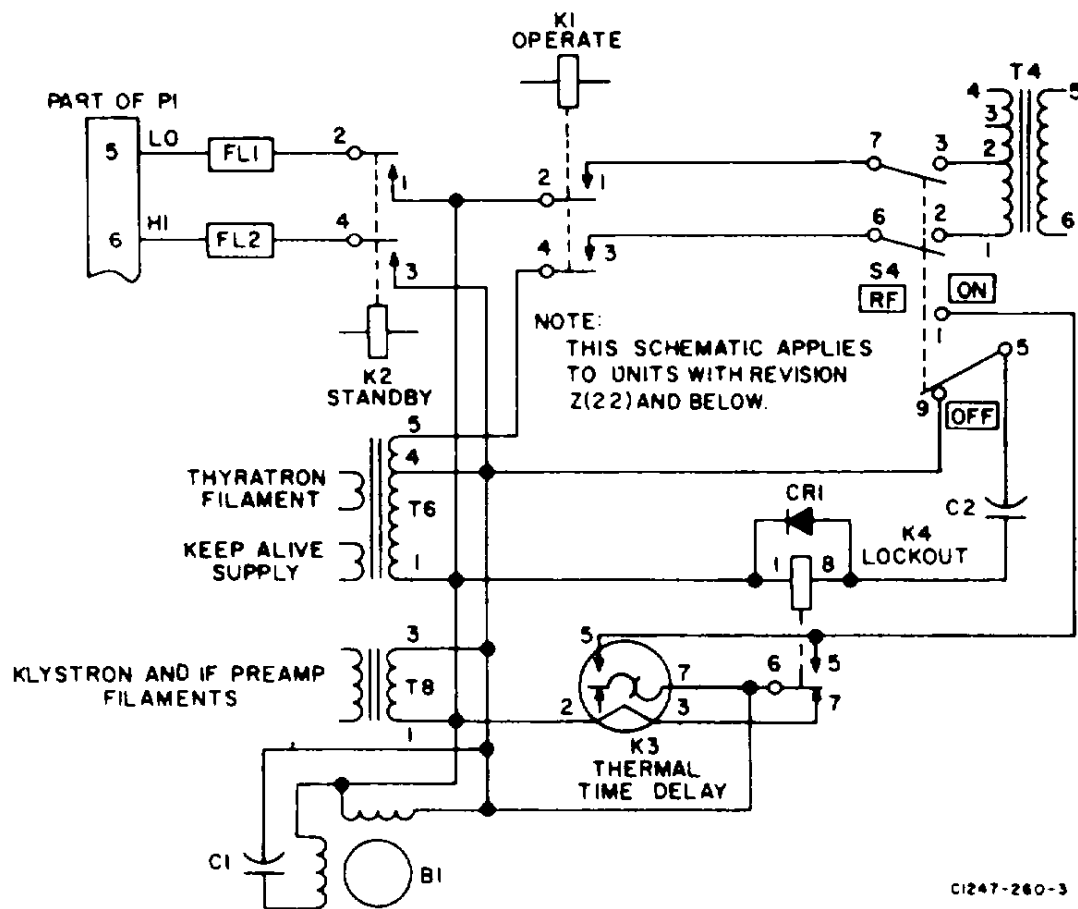 K1
OPERATE
T4
4
5
3
2
1
6
PART OF P1
5
LO
FL1
2
1
6
HI
FL2
4
3
2
1
4
3
7
3
6
2
S4
RF
ON
1
5
9
OFF
K2
STANDBY
NOTE:
THIS SCHEMATIC APPLIES
TO UNITS WITH REVISION
Z(22) AND BELOW.
5
4
THYRATRON
FILAMENT
T6
KEEP ALIVE
SUPPLY
1
CR1
C2
K4
LOCKOUT
1
8
3
KLYSTRON AND IF PREAMP
FILAMENTS
T8
1
5
7
2
3
6
5
7
K3
THERMAL
TIME DELAY
C1
B1
C1247-260-3